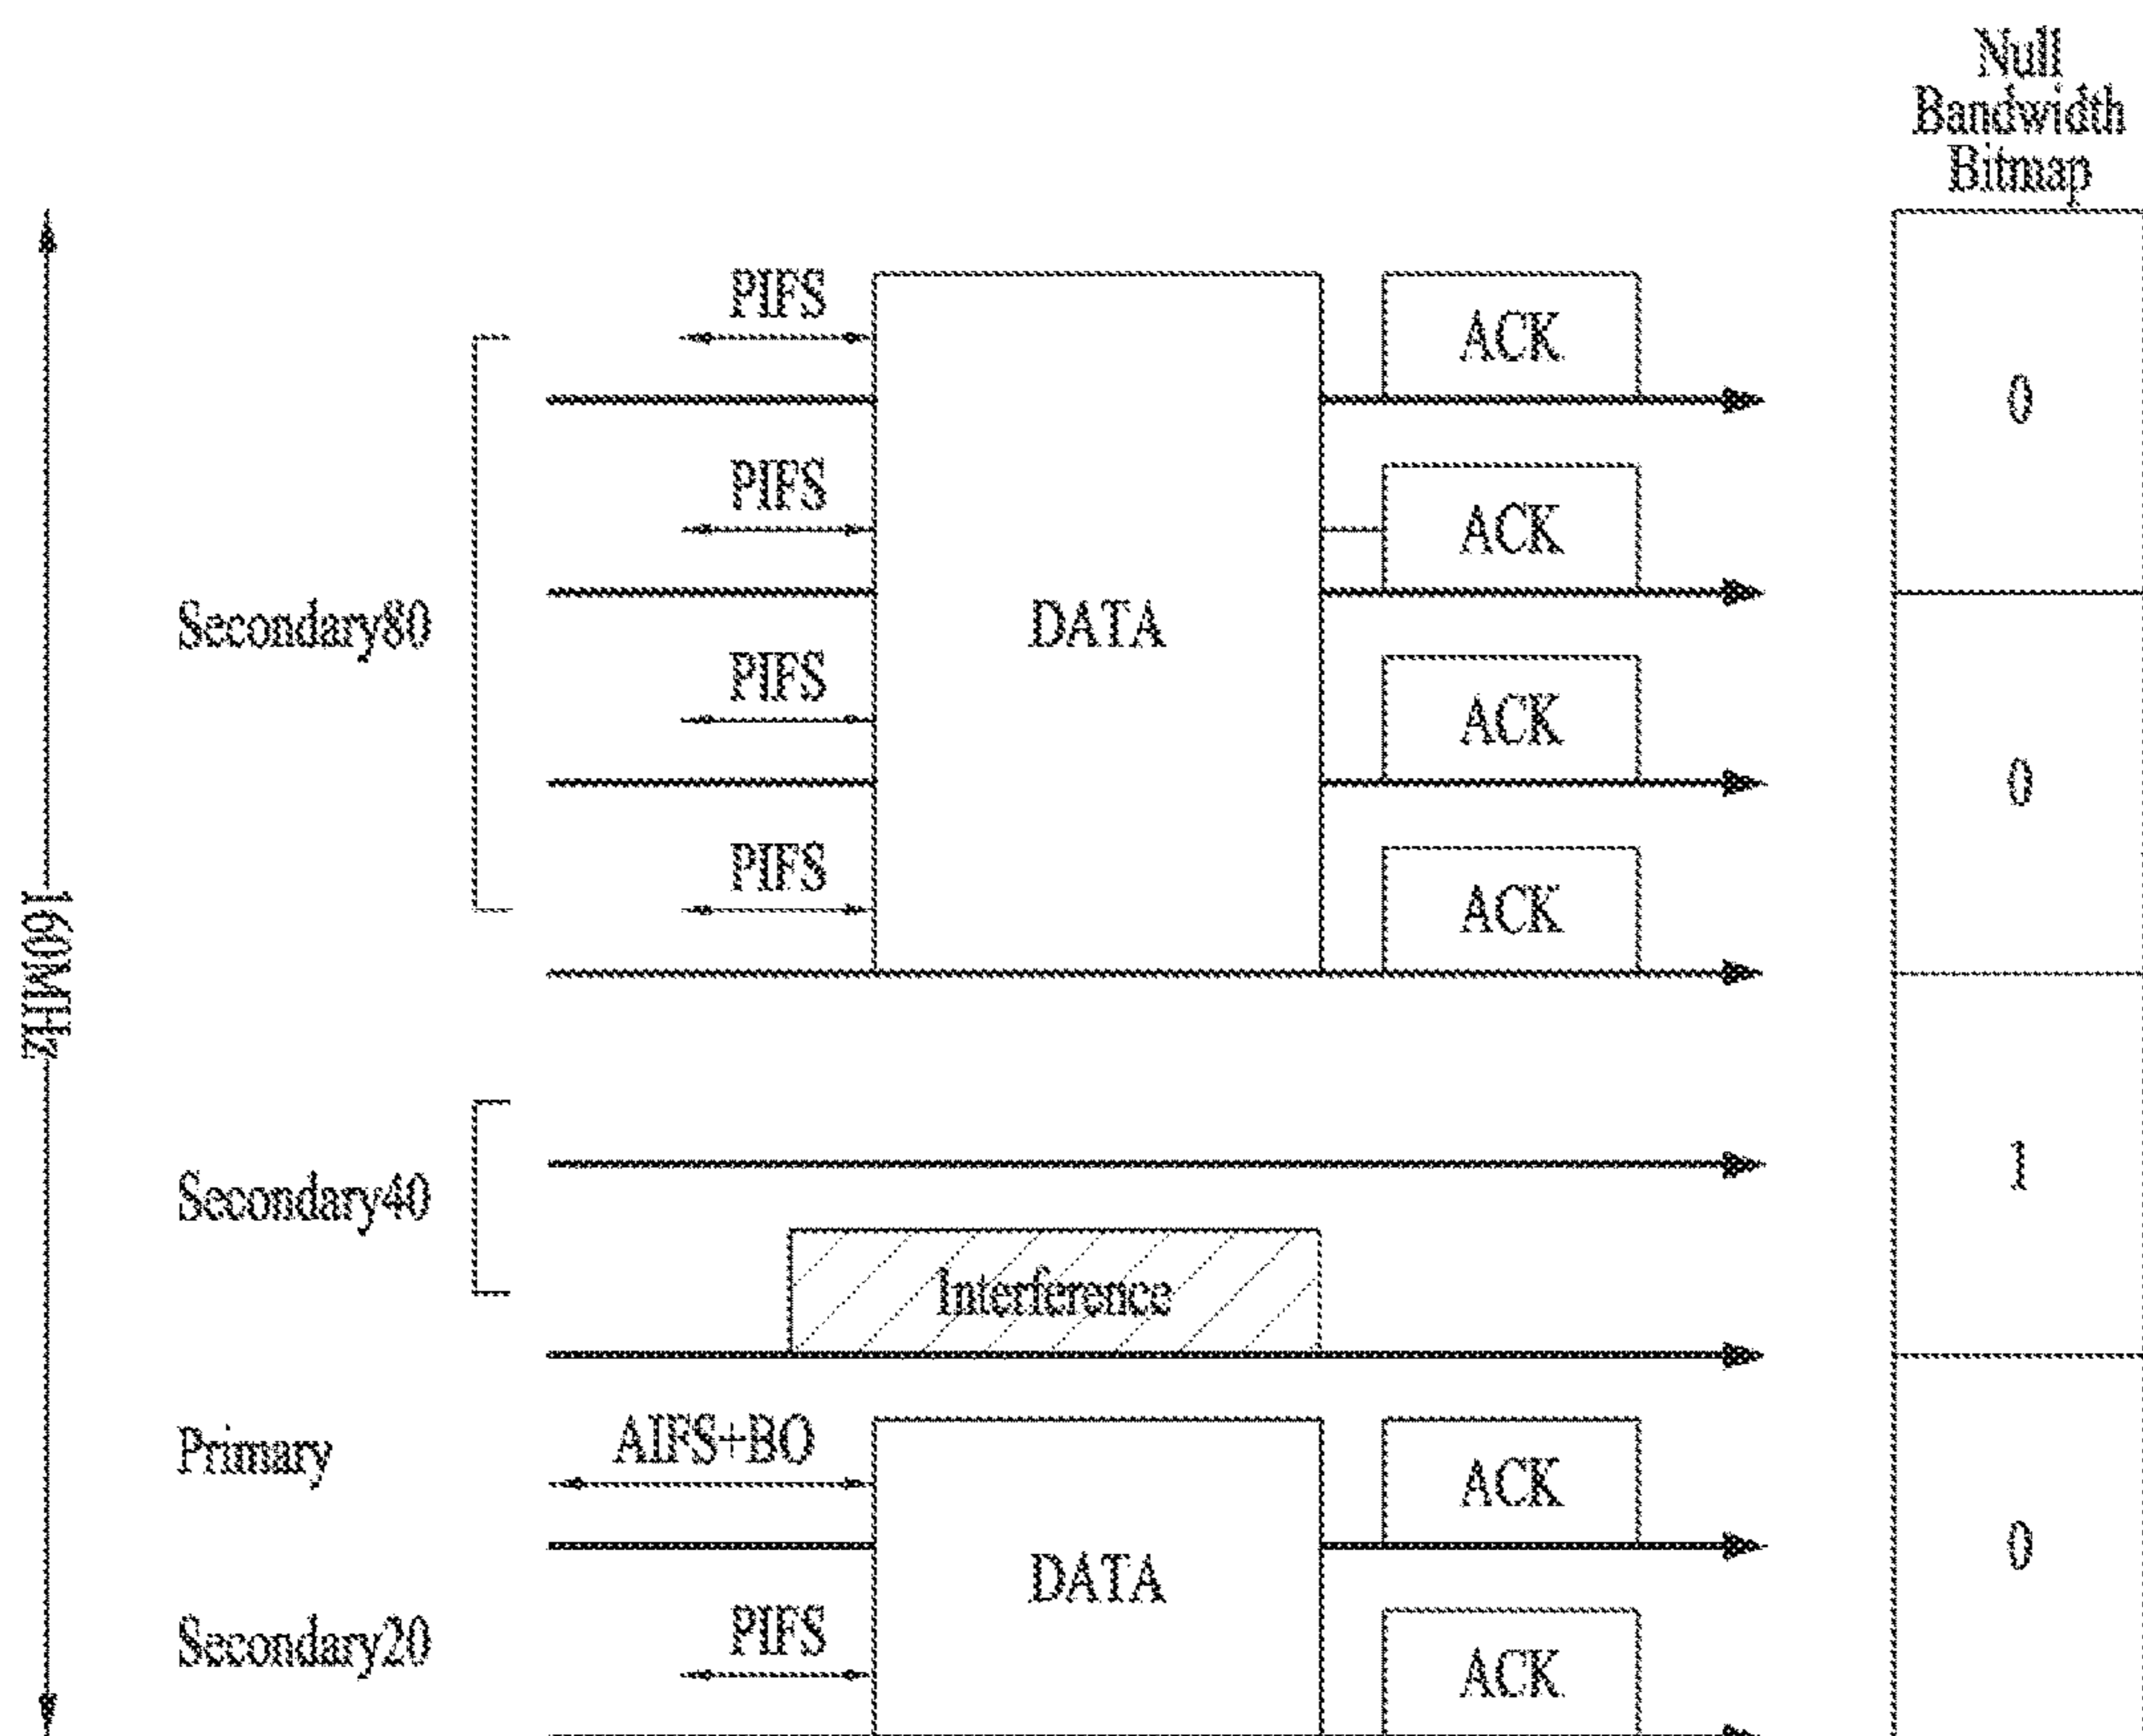 Null
Bandwidth
Bitmap
PIFS
ACK
0
PIFS
ACK
Secondary80
DATA
PIFS
ACK
0
PIFS
ACK
160MHz
Secondary40
1
Interference
Primary
AIFS+BO
ACK
0
DATA
Secondary20
PIFS
ACK